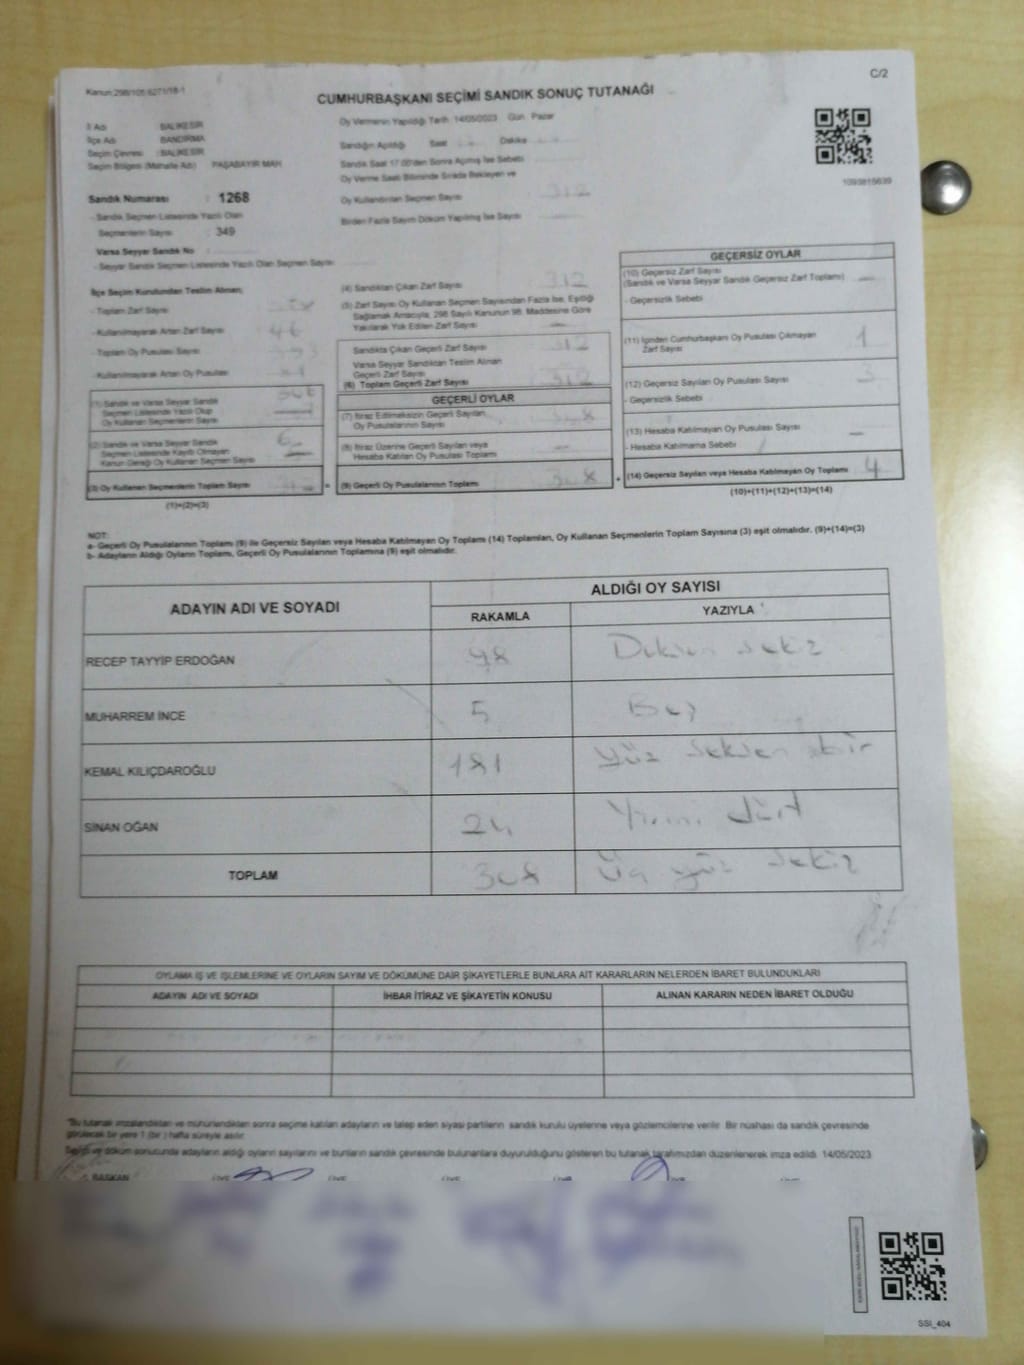 C/2
Kanun:298/105 6271/18-1
CUMHURBAŞKANI SEÇİMİ SANDIK SONUÇ TUTANAĞI
İl Adı : BALIKESİR
İlçe Adı : BANDIRMA
Seçim Çevresi : BALIKESİR
Seçim Bölgesi (Mahalle Adı) : PAŞABAYIR MAH
Oy Vermenin Yapıldığı Tarih 14/05/2023 Gün Pazar
Sandığın Açıldığı Saat Dakika
Sandık Saat 17.00'den Sonra Açılmış İse Sebebi
Oy Verme Saati Bitiminde Sırada Bekleyen ve
Oy Kullandırılan Seçmen Sayısı 312
Birden Fazla Sayım Döküm Yapılmış İse Sayısı
1093815639
Sandık Numarası : 1268
- Sandık Seçmen Listesinde Yazılı Olan
Seçmenlerin Sayısı : 349
Varsa Seyyar Sandık No :
- Seyyar Sandık Seçmen Listesinde Yazılı Olan Seçmen Sayısı
İlçe Seçim Kurulundan Teslim Alınan;
- Toplam Zarf Sayısı
- Kullanılmayarak Artan Zarf Sayısı 46
- Toplam Oy Pusulası Sayısı
- Kullanılmayarak Artan Oy Pusulası
(1) Sandık ve Varsa Seyyar Sandık
Seçmen Listesinde Yazılı Olup
Oy Kullanan Seçmen Sayısı
(2) Sandık ve Varsa Seyyar Sandık
Seçmen Listesinde Kayıtlı Olmayan
Kanun Gereği Oy Kullanan Seçmen Sayısı 6
(3) Oy Kullanan Seçmenlerin Toplam Sayısı
(1)+(2)=(3)
(4) Sandıktan Çıkan Zarf Sayısı 312
(5) Zarf Sayısı Oy Kullanan Seçmen Sayısından Fazla İse, Eşitliği
Sağlamak Amacıyla, 298 Sayılı Kanunun 98. Maddesine Göre
Yakılarak Yok Edilen Zarf Sayısı —
Sandıkta Çıkan Geçerli Zarf Sayısı 312
Varsa Seyyar Sandıktan Teslim Alınan
Geçerli Zarf Sayısı
(6) Toplam Geçerli Zarf Sayısı 312
GEÇERLİ OYLAR
(7) İtiraz Edilmeksizin Geçerli Sayılan
Oy Pusulalarının Sayısı 308
(8) İtiraz Üzerine Geçerli Sayılan veya
Hesaba Katılan Oy Pusulası Toplamı —
(9) Geçerli Oy Pusulalarının Toplamı 308
GEÇERSİZ OYLAR
(10) Geçersiz Zarf Sayısı
(Sandık ve Varsa Seyyar Sandık Geçersiz Zarf Toplamı) —
- Geçersizlik Sebebi
(11) İçinden Cumhurbaşkanı Oy Pusulası Çıkmayan
Zarf Sayısı 1
(12) Geçersiz Sayılan Oy Pusulası Sayısı 3
- Geçersizlik Sebebi
(13) Hesaba Katılmayan Oy Pusulası Sayısı —
- Hesaba Katılmama Sebebi
(14) Geçersiz Sayılan veya Hesaba Katılmayan Oy Toplamı 4
(10)+(11)+(12)+(13)=(14)
NOT:
a- Geçerli Oy Pusulalarının Toplamı (9) ile Geçersiz Sayılan veya Hesaba Katılmayan Oy Toplamı (14) Toplamları, Oy Kullanan Seçmenlerin Toplam Sayısına (3) eşit olmalıdır. (9)+(14)=(3)
b- Adayların Aldığı Oyların Toplamı, Geçerli Oy Pusulalarının Toplamına (9) eşit olmalıdır.
ADAYIN ADI VE SOYADI
ALDIĞI OY SAYISI
RAKAMLA YAZIYLA
RECEP TAYYİP ERDOĞAN 98 Doksan sekiz
MUHARREM İNCE 5 Beş
KEMAL KILIÇDAROĞLU 181 Yüz seksen bir
SİNAN OĞAN 24 Yirmi dört
TOPLAM 308 Üç yüz sekiz
OYLAMA İŞ VE İŞLEMLERİNE VE OYLARIN SAYIM VE DÖKÜMÜNE DAİR ŞİKAYETLERLE BUNLARA AİT KARARLARIN NELERDEN İBARET BULUNDUKLARI
ADAYIN ADI VE SOYADI İHBAR İTİRAZ VE ŞİKAYETİN KONUSU ALINAN KARARIN NEDEN İBARET OLDUĞU
*Bu tutanak imzalandıktan ve mühürlendikten sonra seçime katılan adayların ve talep eden siyasi partilerin sandık kurulu üyelerine veya gözlemcilerine verilir. Bir nüshası da sandık çevresinde
görülecek bir yere 1 (bir) hafta süreyle asılır.
Sayım ve döküm sonucunda adayların aldığı oyların sayılarını ve bunların sandık çevresinde bulunanlara duyurulduğunu gösteren bu tutanak tarafımızdan düzenlenerek imza edildi. 14/05/2023
BAŞKAN ÜYE ÜYE ÜYE ÜYE ÜYE ÜYE
SSI_404